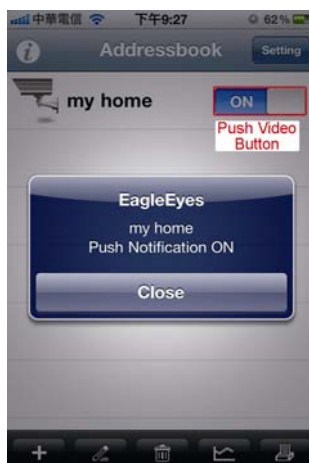 中華電信 下午9:27 62%
Addressbook Setting
my home ON
Push Video
Button
EagleEyes
my home
Push Notification ON
Close